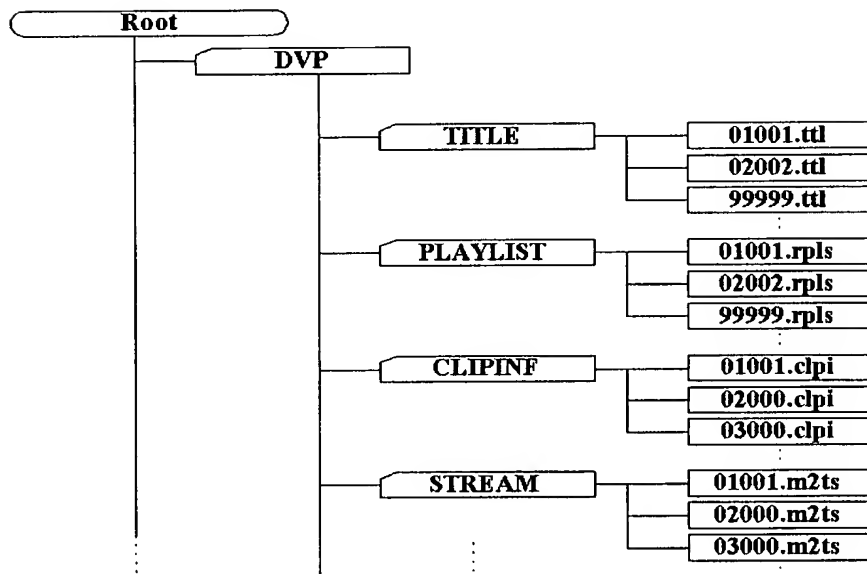 Root
DVP
TITLE
01001.ttl
02002.ttl
99999.ttl
PLAYLIST
01001.rpls
02002.rpls
99999.rpls
CLIPINF
01001.clpi
02000.clpi
03000.clpi
STREAM
01001.m2ts
02000.m2ts
03000.m2ts